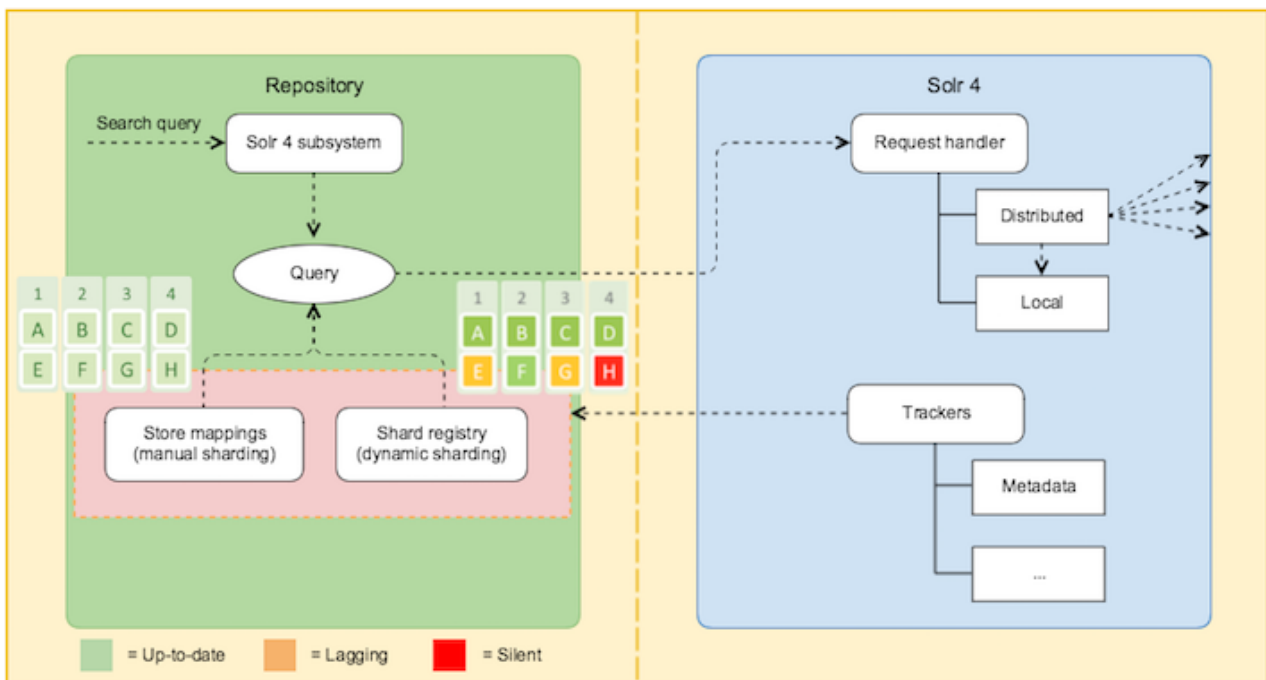 Repository
Solr 4
Search query
Solr 4 subsystem
Request handler
Distributed
Query
Local
1 2 3 4
A B C D
E F G H
1 2 3 4
A B C D
E F G H
Store mappings
(manual sharding)
Shard registry
(dynamic sharding)
Trackers
Metadata
...
= Up-to-date
= Lagging
= Silent